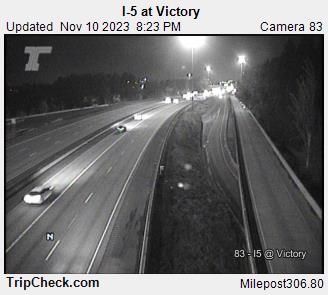 I-5 at Victory
Updated Nov 10 2023 8:23 PM Camera 83
T
N
83 - I5 @ Victory
TripCheck.com Milepost306.80